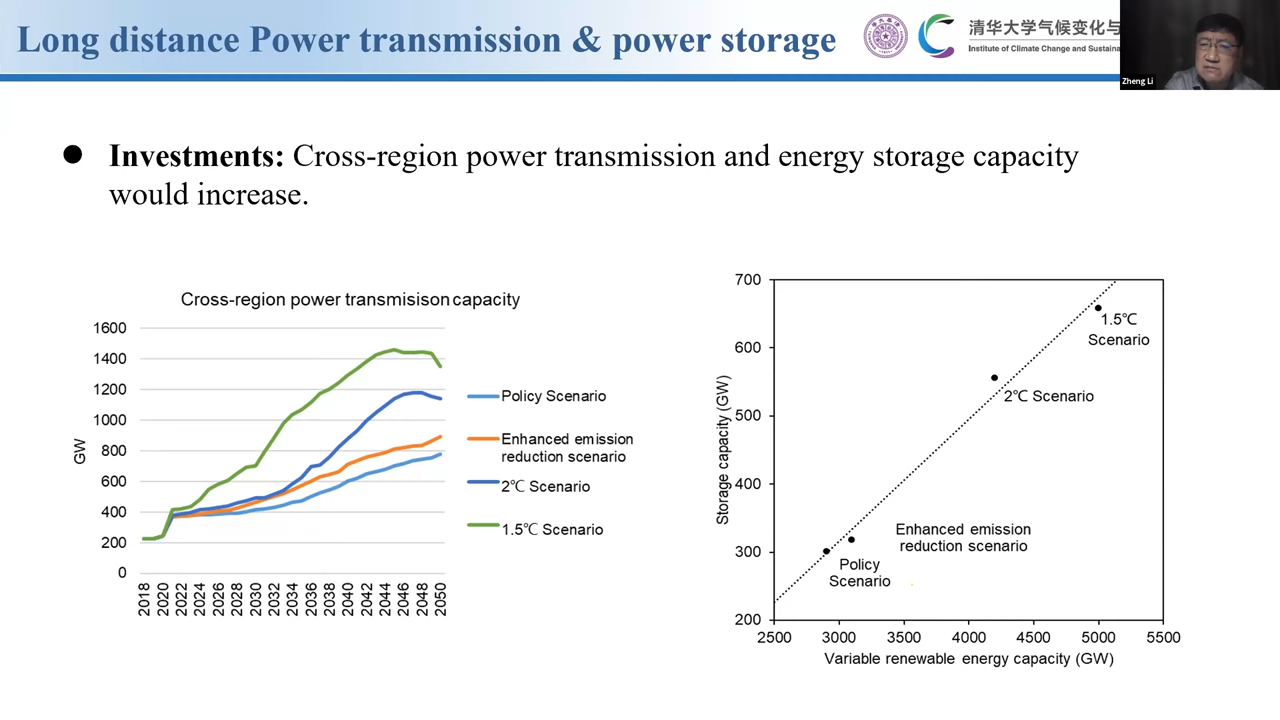 Long distance Power transmission & power storage
清华大学气候变化与
Institute of Climate Change and Sustaina
Zheng Li
● Investments: Cross-region power transmission and energy storage capacity
would increase.
Cross-region power transmisison capacity
1600
1400
1200
1000
800
600
400
200
0
GW
2018
2020
2022
2024
2026
2028
2030
2032
2034
2036
2038
2040
2042
2044
2046
2048
2050
Policy Scenario
Enhanced emission
reduction scenario
2℃ Scenario
1.5℃ Scenario
700
600
500
400
300
200
Storage capacity (GW)
1.5℃
Scenario
2℃ Scenario
Enhanced emission
reduction scenario
Policy
Scenario
2500 3000 3500 4000 4500 5000 5500
Variable renewable energy capacity (GW)